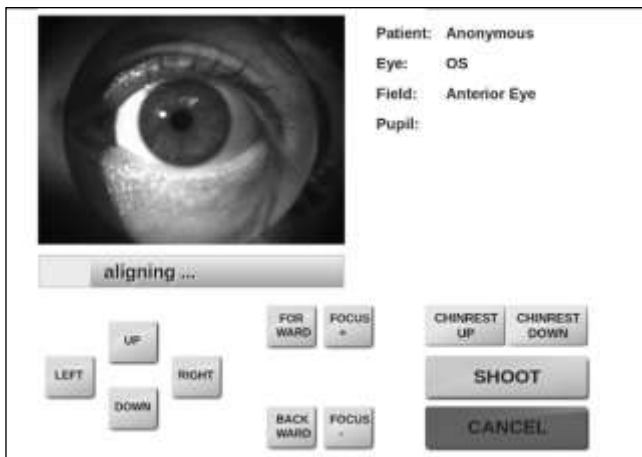 Patient: Anonymous
Eye: OS
Field: Anterior Eye
Pupil:
aligning ...
UP
LEFT
RIGHT
DOWN
FOR
WARD
FOCUS
+
BACK
WARD
FOCUS
-
CHINREST
UP
CHINREST
DOWN
SHOOT
CANCEL